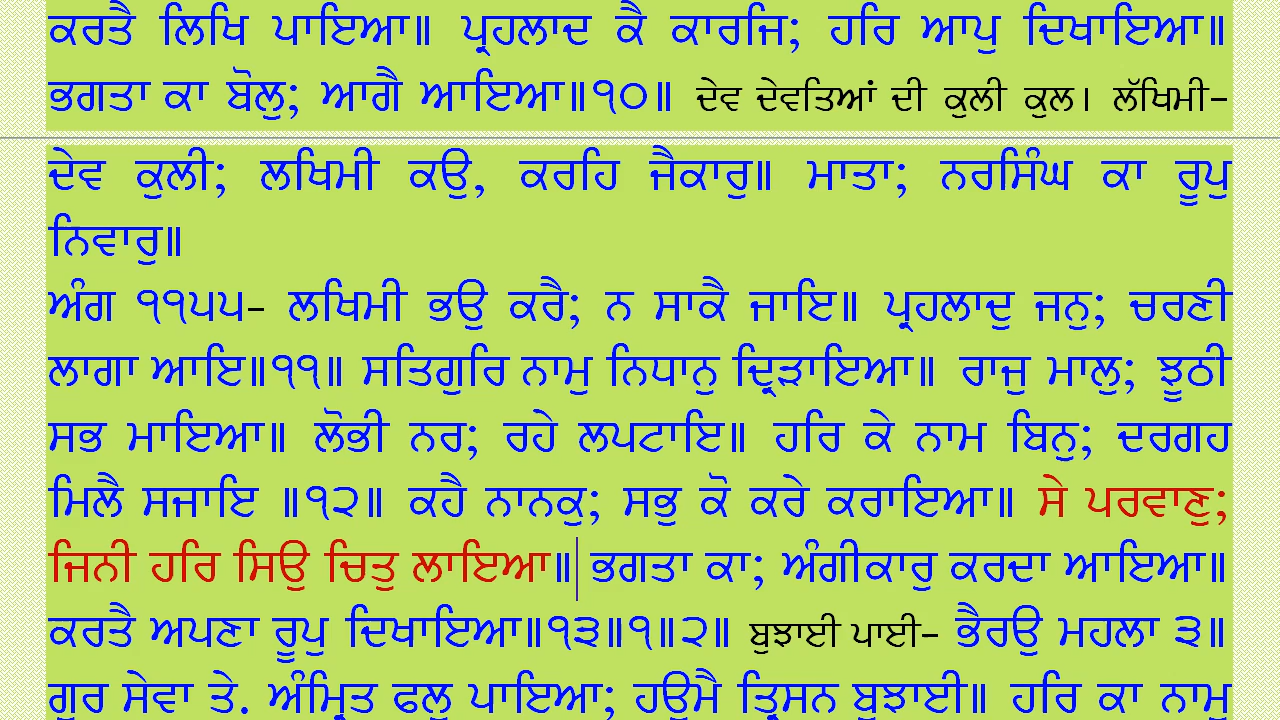 ਕਰਤੈ ਲਿਖਿ ਪਾਇਆ॥ ਪ੍ਰਹਲਾਦ ਕੈ ਕਾਰਜਿ; ਹਰਿ ਆਪੁ ਦਿਖਾਇਆ॥
ਭਗਤਾ ਕਾ ਬੋਲੁ; ਆਗੈ ਆਇਆ॥੧੦॥ ਦੇਵ ਦੇਵਤਿਆਂ ਦੀ ਕੁਲੀ ਕੁਲ। ਲੱਖਿਮੀ-
ਦੇਵ ਕੁਲੀ; ਲਖਿਮੀ ਕਉ, ਕਰਹਿ ਜੈਕਾਰੁ॥ ਮਾਤਾ; ਨਰਸਿੰਘ ਕਾ ਰੂਪੁ
ਨਿਵਾਰੁ॥
ਅੰਗ ੧੧੫੫- ਲਖਿਮੀ ਭਉ ਕਰੈ; ਨ ਸਾਕੈ ਜਾਇ॥ ਪ੍ਰਹਲਾਦੁ ਜਨੁ; ਚਰਣੀ
ਲਾਗਾ ਆਇ॥੧੧॥ ਸਤਿਗੁਰਿ ਨਾਮੁ ਨਿਧਾਨੁ ਦ੍ਰਿੜਾਇਆ॥ ਰਾਜੁ ਮਾਲੁ; ਝੂਠੀ
ਸਭ ਮਾਇਆ॥ ਲੋਭੀ ਨਰ; ਰਹੇ ਲਪਟਾਇ॥ ਹਰਿ ਕੇ ਨਾਮ ਬਿਨੁ; ਦਰਗਹ
ਮਿਲੈ ਸਜਾਇ ॥੧੨॥ ਕਹੈ ਨਾਨਕੁ; ਸਭੁ ਕੋ ਕਰੇ ਕਰਾਇਆ॥ ਸੇ ਪਰਵਾਣੁ;
ਜਿਨੀ ਹਰਿ ਸਿਉ ਚਿਤੁ ਲਾਇਆ॥ ਭਗਤਾ ਕਾ; ਅੰਗੀਕਾਰੁ ਕਰਦਾ ਆਇਆ॥
ਕਰਤੈ ਅਪਣਾ ਰੂਪੁ ਦਿਖਾਇਆ॥੧੩॥੧॥੨॥ ਬੁਝਾਈ ਪਾਈ- ਭੈਰਉ ਮਹਲਾ ੩॥
ਗੁਰ ਸੇਵਾ ਤੇ. ਅੰਮ੍ਰਿਤ ਫਲੁ ਪਾਇਆ; ਹਉਮੈ ਤ੍ਰਿਸਨ ਬੁਝਾਈ॥ ਹਰਿ ਕਾ ਨਾਮੁ